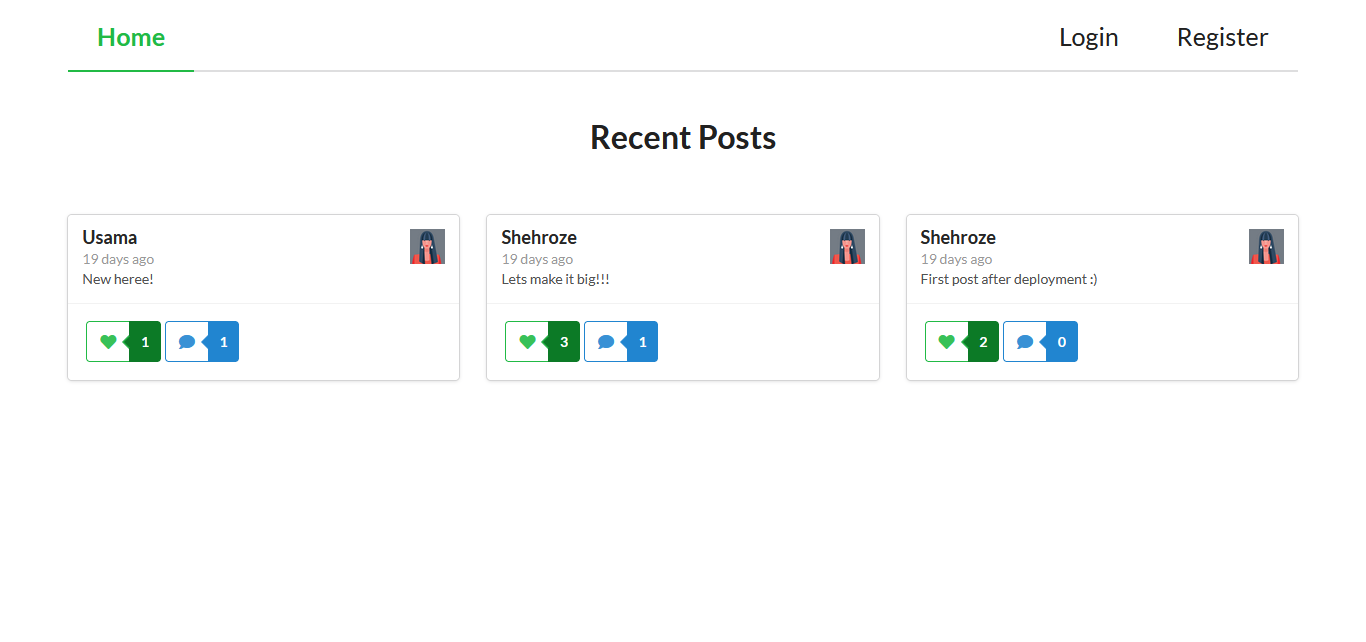 Home Login Register
Recent Posts
Usama
19 days ago
New heree!
1 1
Shehroze
19 days ago
Lets make it big!!!
3 1
Shehroze
19 days ago
First post after deployment :)
2 0